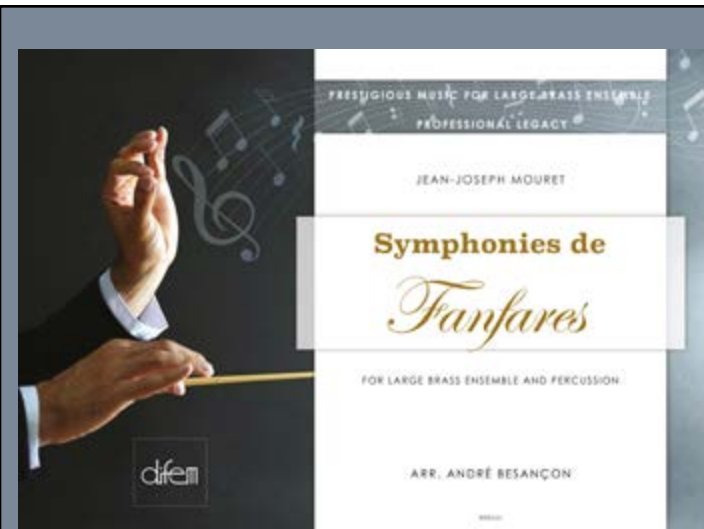 PRESTIGIOUS MUSIC FOR LARGE BRASS ENSEMBLE
PROFESSIONAL LEGACY
JEAN-JOSEPH MOURET
Symphonies de
Fanfares
FOR LARGE BRASS ENSEMBLE AND PERCUSSION
difem
ARR. ANDRÉ BESANÇON